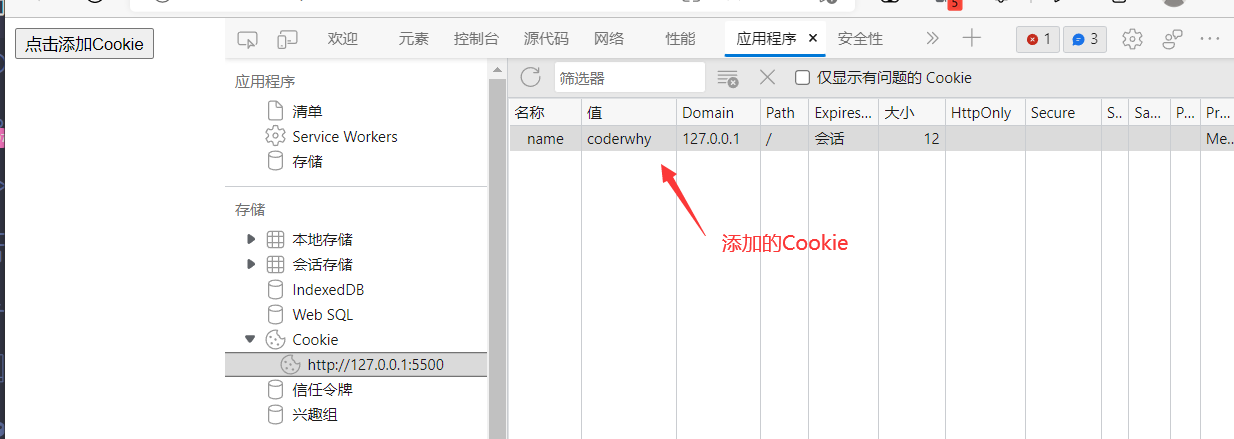 5
点击添加Cookie
欢迎 元素 控制台 源代码 网络 性能 应用程序 × 安全性 1 3
应用程序
清单
Service Workers
存储
存储
本地存储
会话存储
IndexedDB
Web SQL
Cookie
http://127.0.0.1:5500
信任令牌
兴趣组
筛选器 仅显示有问题的 Cookie
名称 值 Domain Path Expires... 大小 HttpOnly Secure S.. Sa... P... Pr...
name coderwhy 127.0.0.1 / 会话 12 Me...
添加的Cookie